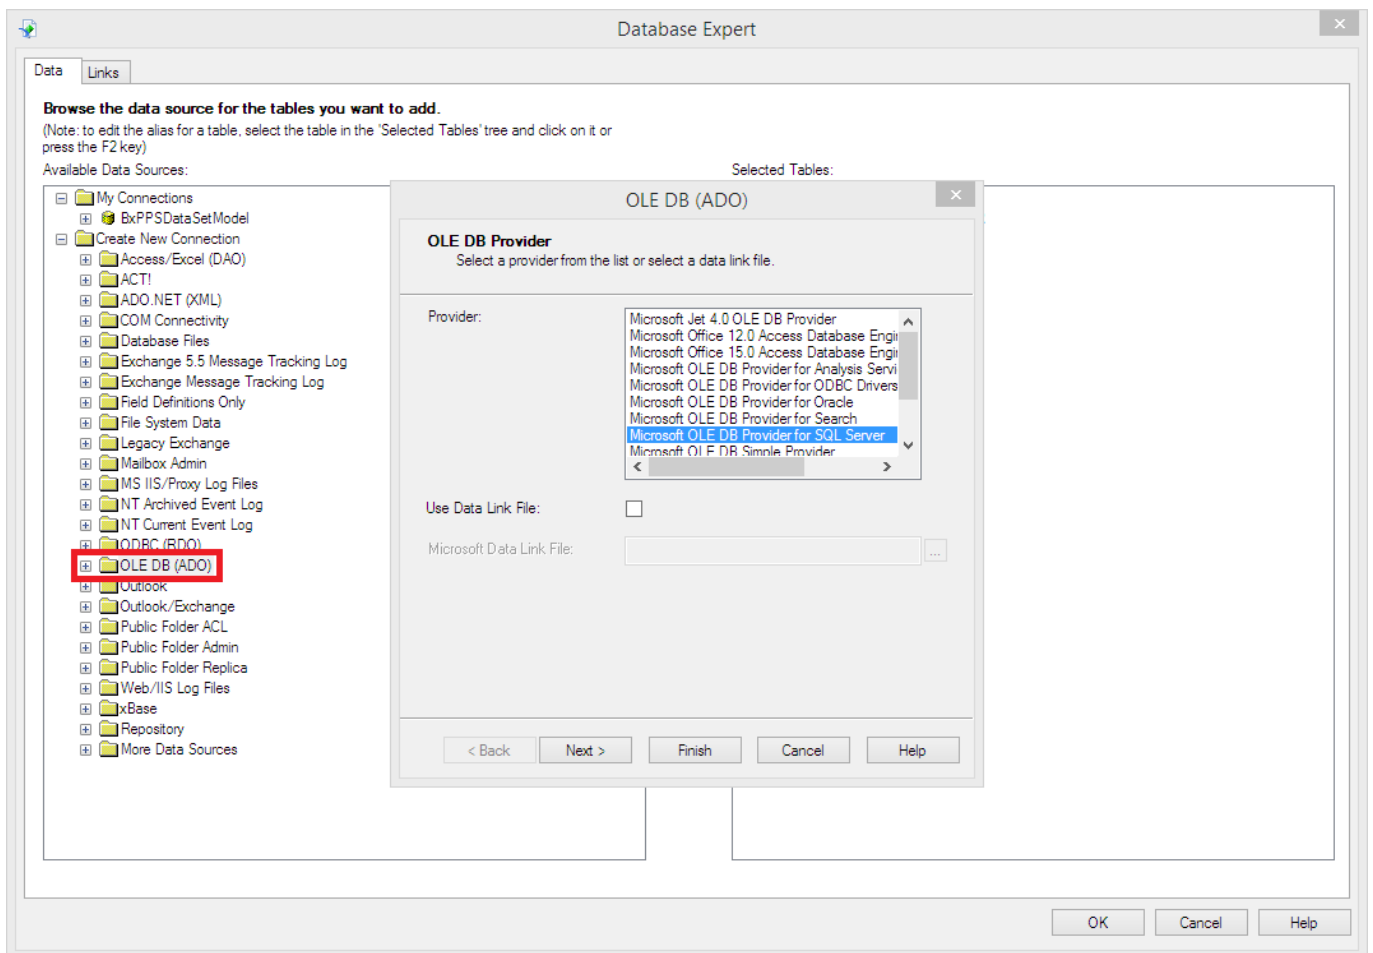 Database Expert
Data
Links
Browse the data source for the tables you want to add.
(Note: to edit the alias for a table, select the table in the 'Selected Tables' tree and click on it or
press the F2 key)
Available Data Sources:
Selected Tables:
My Connections
BxPPSDataSetModel
Create New Connection
Access/Excel (DAO)
ACT!
ADO.NET (XML)
COM Connectivity
Database Files
Exchange 5.5 Message Tracking Log
Exchange Message Tracking Log
Field Definitions Only
File System Data
Legacy Exchange
Mailbox Admin
MS IIS/Proxy Log Files
NT Archived Event Log
NT Current Event Log
ODBC (RDO)
OLE DB (ADO)
Outlook
Outlook/Exchange
Public Folder ACL
Public Folder Admin
Public Folder Replica
Web/IIS Log Files
xBase
Repository
More Data Sources
OLE DB (ADO)
OLE DB Provider
Select a provider from the list or select a data link file.
Provider:
Microsoft Jet 4.0 OLE DB Provider
Microsoft Office 12.0 Access Database Engi
Microsoft Office 15.0 Access Database Engi
Microsoft OLE DB Provider for Analysis Servi
Microsoft OLE DB Provider for ODBC Drivers
Microsoft OLE DB Provider for Oracle
Microsoft OLE DB Provider for Search
Microsoft OLE DB Provider for SQL Server
Microsoft OLE DB Simple Provider
Use Data Link File:
Microsoft Data Link File:
...
< Back
Next >
Finish
Cancel
Help
OK
Cancel
Help